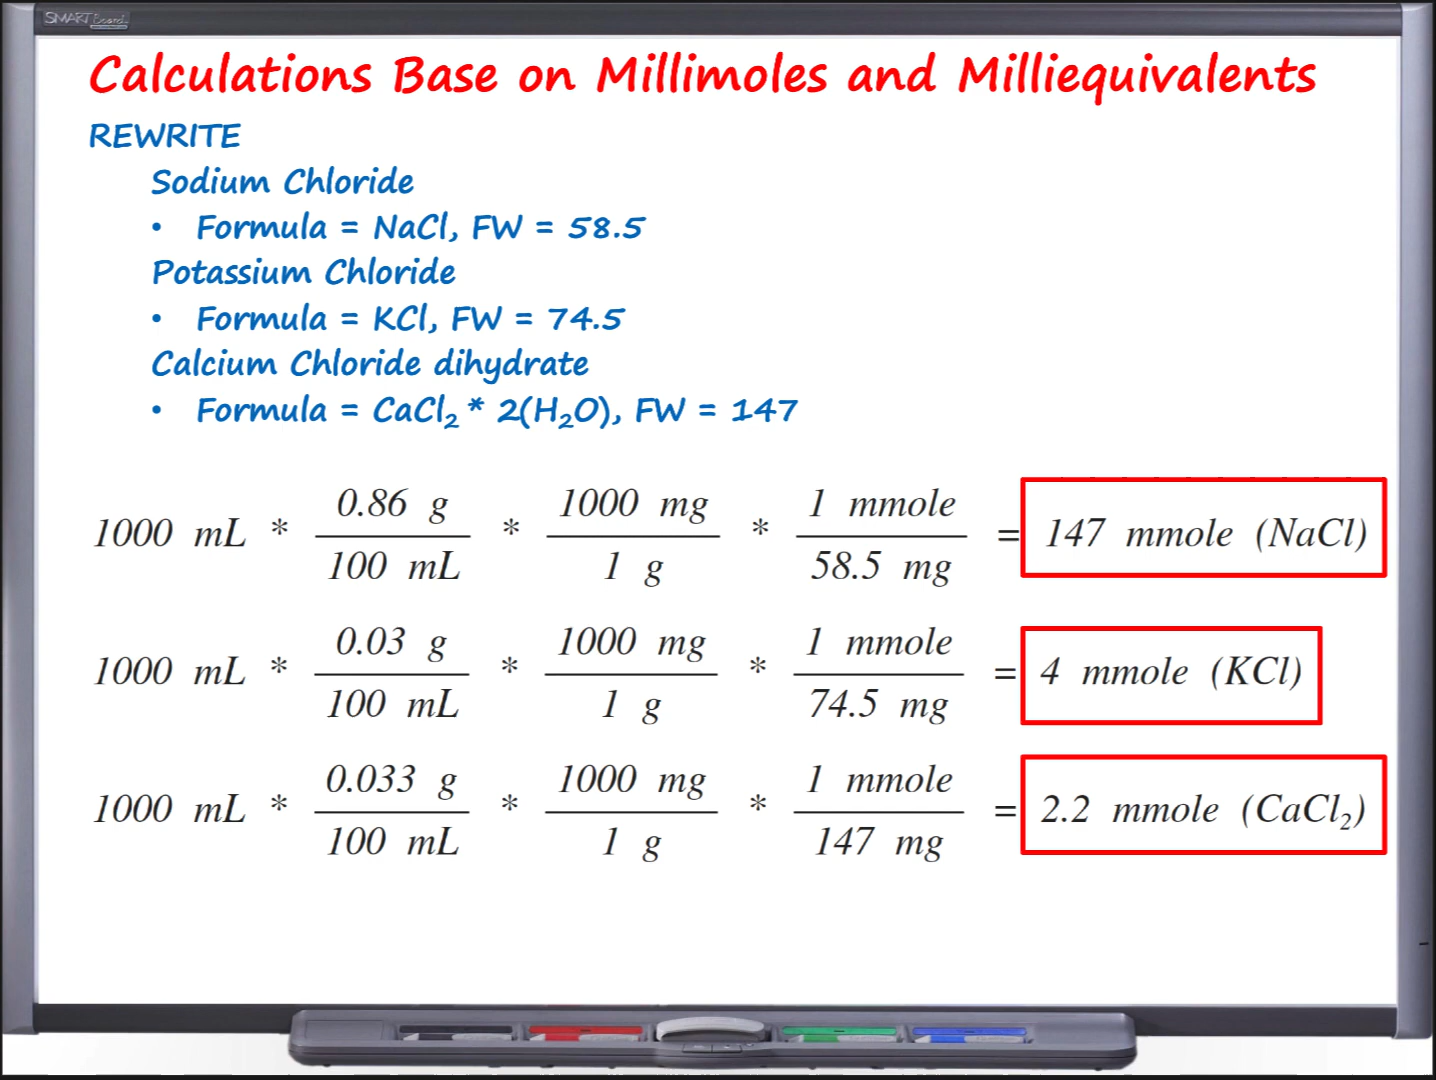 SMART Board
Calculations Base on Millimoles and Milliequivalents
REWRITE
Sodium Chloride
• Formula = NaCl, FW = 58.5
Potassium Chloride
• Formula = KCl, FW = 74.5
Calcium Chloride dihydrate
• Formula = CaCl₂ * 2(H₂O), FW = 147
1000 mL * 0.86 g / 100 mL * 1000 mg / 1 g * 1 mmole / 58.5 mg = 147 mmole (NaCl)
1000 mL * 0.03 g / 100 mL * 1000 mg / 1 g * 1 mmole / 74.5 mg = 4 mmole (KCl)
1000 mL * 0.033 g / 100 mL * 1000 mg / 1 g * 1 mmole / 147 mg = 2.2 mmole (CaCl₂)